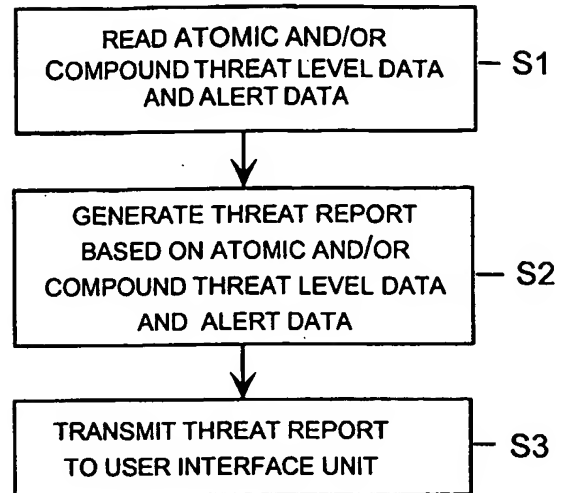 READ ATOMIC AND/OR
COMPOUND THREAT LEVEL DATA
AND ALERT DATA
S1
GENERATE THREAT REPORT
BASED ON ATOMIC AND/OR
COMPOUND THREAT LEVEL DATA
AND ALERT DATA
S2
TRANSMIT THREAT REPORT
TO USER INTERFACE UNIT
S3